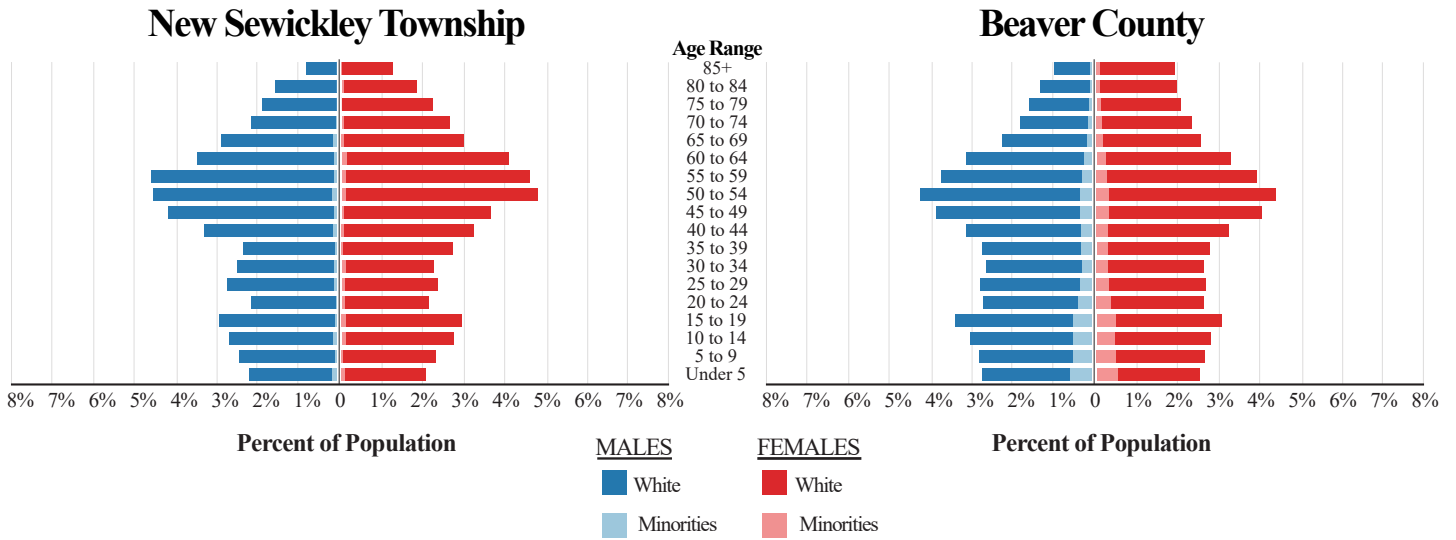 New Sewickley Township
Beaver County
Age Range
85+
80 to 84
75 to 79
70 to 74
65 to 69
60 to 64
55 to 59
50 to 54
45 to 49
40 to 44
35 to 39
30 to 34
25 to 29
20 to 24
15 to 19
10 to 14
5 to 9
Under 5
8% 7% 6% 5% 4% 3% 2% 1% 0 1% 2% 3% 4% 5% 6% 7% 8%
8% 7% 6% 5% 4% 3% 2% 1% 0 1% 2% 3% 4% 5% 6% 7% 8%
Percent of Population
Percent of Population
MALES
White
Minorities
FEMALES
White
Minorities